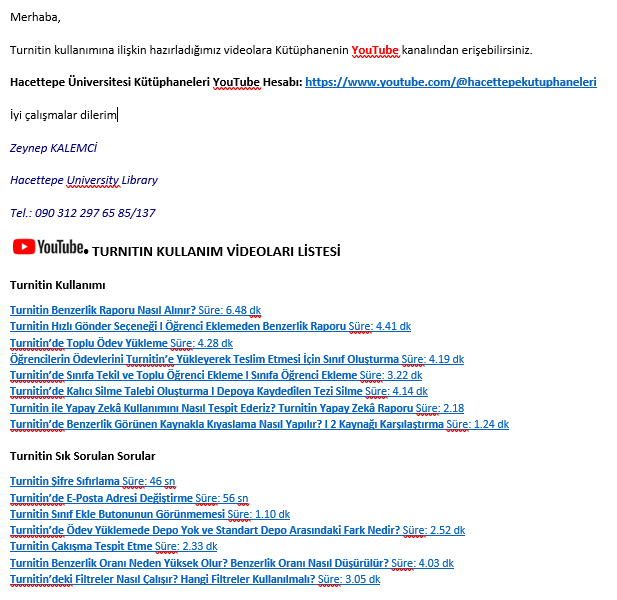 Merhaba,
Turnitin kullanımına ilişkin hazırladığımız videolara Kütüphanenin YouTube kanalından erişebilirsiniz.
Hacettepe Üniversitesi Kütüphaneleri YouTube Hesabı: https://www.youtube.com/@hacettepekutuphaneleri
İyi çalışmalar dilerim
Zeynep KALEMCİ
Hacettepe University Library
Tel.: 090 312 297 65 85/137
YouTube • TURNITIN KULLANIM VİDEOLARI LİSTESİ
Turnitin Kullanımı
Turnitin Benzerlik Raporu Nasıl Alınır? Süre: 6.48 dk
Turnitin Hızlı Gönder Seçeneği I Öğrenci Eklemeden Benzerlik Raporu Süre: 4.41 dk
Turnitin’de Toplu Ödev Yükleme Süre: 4.28 dk
Öğrencilerin Ödevlerini Turnitin’e Yükleyerek Teslim Etmesi İçin Sınıf Oluşturma Süre: 4.19 dk
Turnitin’de Sınıfa Tekil ve Toplu Öğrenci Ekleme I Sınıfa Öğrenci Ekleme Süre: 3.22 dk
Turnitin’de Kalıcı Silme Talebi Oluşturma I Depoya Kaydedilen Tezi Silme Süre: 4.14 dk
Turnitin ile Yapay Zekâ Kullanımını Nasıl Tespit Ederiz? Turnitin Yapay Zekâ Raporu Süre: 2.18
Turnitin’de Benzerlik Görünen Kaynakla Kıyaslama Nasıl Yapılır? I 2 Kaynağı Karşılaştırma Süre: 1.24 dk
Turnitin Sık Sorulan Sorular
Turnitin Şifre Sıfırlama Süre: 46 sn
Turnitin’de E-Posta Adresi Değiştirme Süre: 56 sn
Turnitin Sınıf Ekle Butonunun Görünmemesi Süre: 1.10 dk
Turnitin’de Ödev Yüklemede Depo Yok ve Standart Depo Arasındaki Fark Nedir? Süre: 2.52 dk
Turnitin Çakışma Tespit Etme Süre: 2.33 dk
Turnitin Benzerlik Oranı Neden Yüksek Olur? Benzerlik Oranı Nasıl Düşürülür? Süre: 4.03 dk
Turnitin’deki Filtreler Nasıl Çalışır? Hangi Filtreler Kullanılmalı? Süre: 3.05 dk